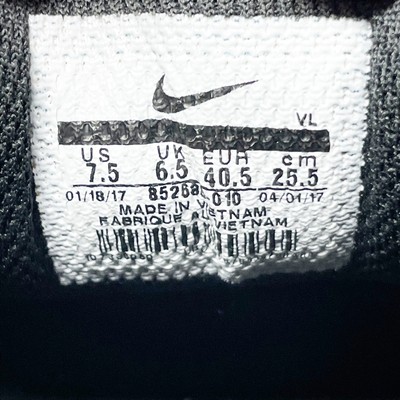 VL
US UK EUR cm
7.5 6.5 40.5 25.5
01/18/17 85268 010 04/01/17
MADE IN VIETNAM
FABRIQUE VIETNAM